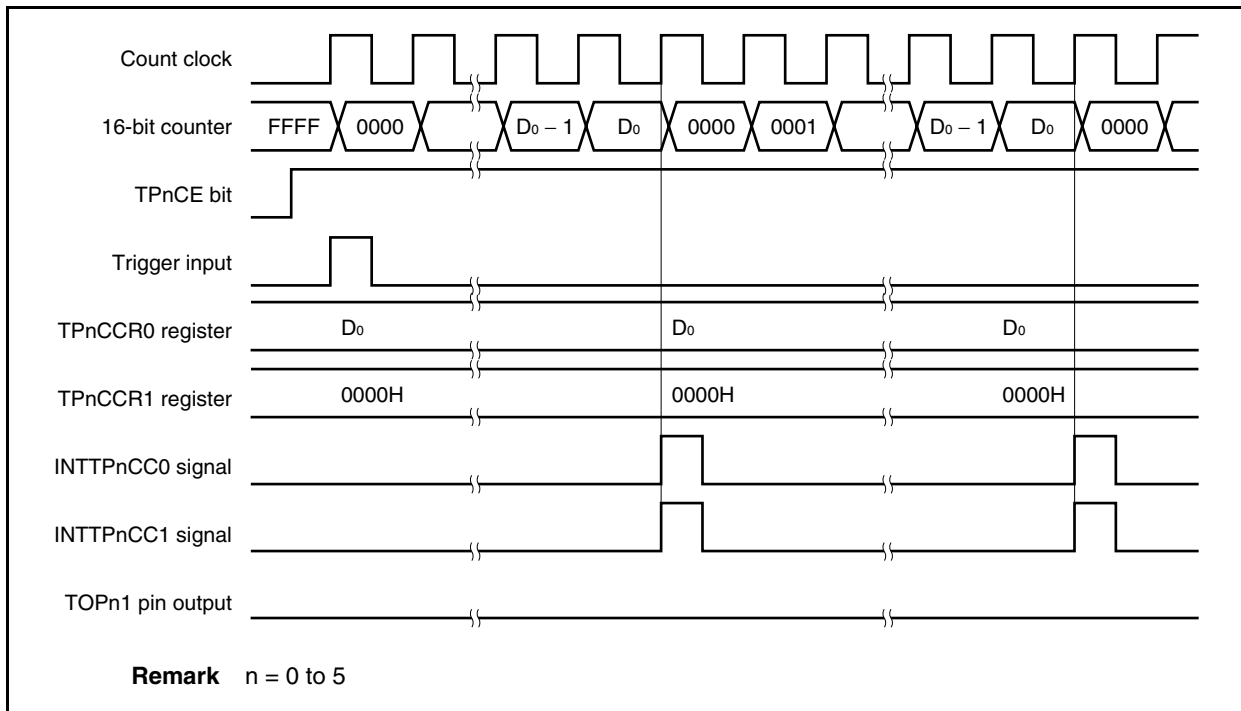 Count clock
16-bit counter FFFF 0000 D₀ − 1 D₀ 0000 0001 D₀ − 1 D₀ 0000
TPnCE bit
Trigger input
TPnCCR0 register D₀ D₀ D₀
TPnCCR1 register 0000H 0000H 0000H
INTTPnCC0 signal
INTTPnCC1 signal
TOPn1 pin output
Remark n = 0 to 5